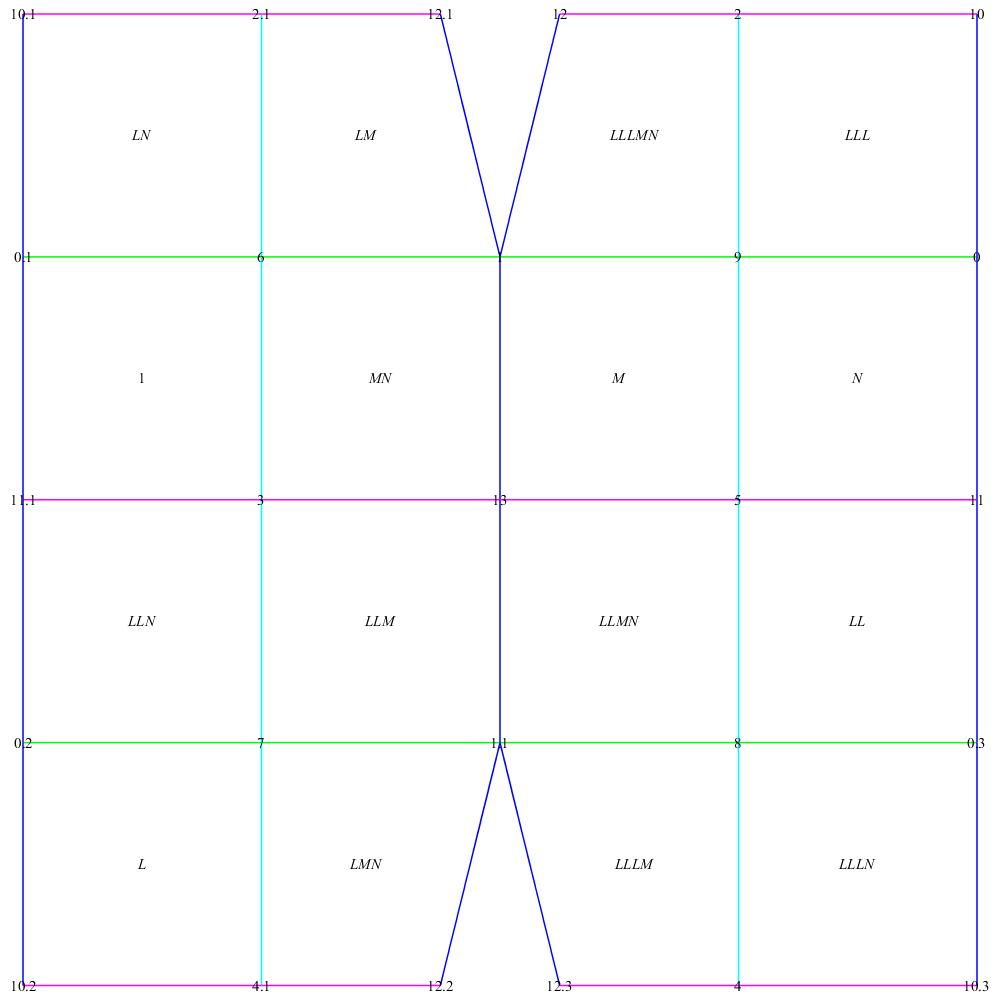 10.1 2.1 12.1 12 2 10
LN LM LLLMN LLL
0.1 6 1 9 0
1 MN M N
11.1 3 13 5 11
LLN LLM LLMN LL
0.2 7 1.1 8 0.3
L LMN LLLM LLLN
10.2 4.1 12.2 12.3 4 10.3